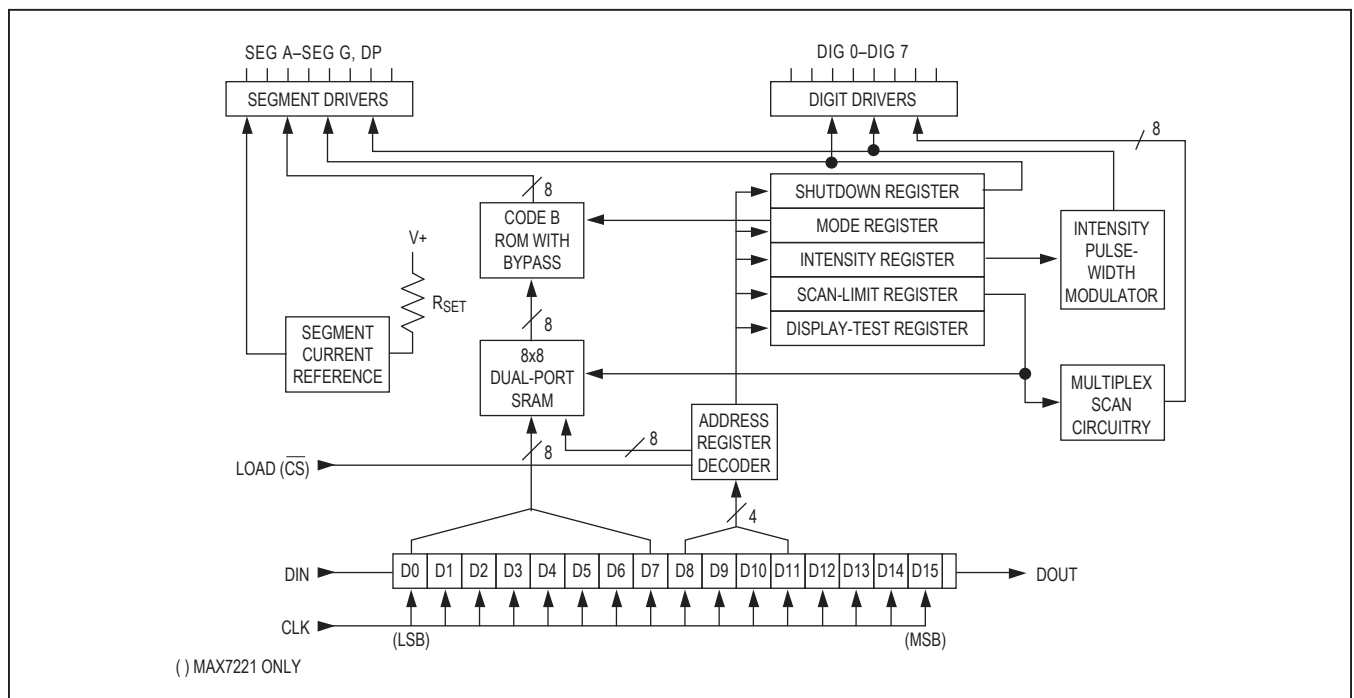 SEG A–SEG G, DP
DIG 0–DIG 7
SEGMENT DRIVERS
DIGIT DRIVERS
8
8
SHUTDOWN REGISTER
MODE REGISTER
INTENSITY REGISTER
SCAN-LIMIT REGISTER
DISPLAY-TEST REGISTER
CODE B
ROM WITH
BYPASS
INTENSITY
PULSE-
WIDTH
MODULATOR
V+
RSET
8
SEGMENT
CURRENT
REFERENCE
8x8
DUAL-PORT
SRAM
MULTIPLEX
SCAN
CIRCUITRY
ADDRESS
REGISTER
DECODER
8
8
LOAD (C̅S̅)
4
DIN
D0 D1 D2 D3 D4 D5 D6 D7 D8 D9 D10 D11 D12 D13 D14 D15
DOUT
CLK
(LSB)
(MSB)
( ) MAX7221 ONLY